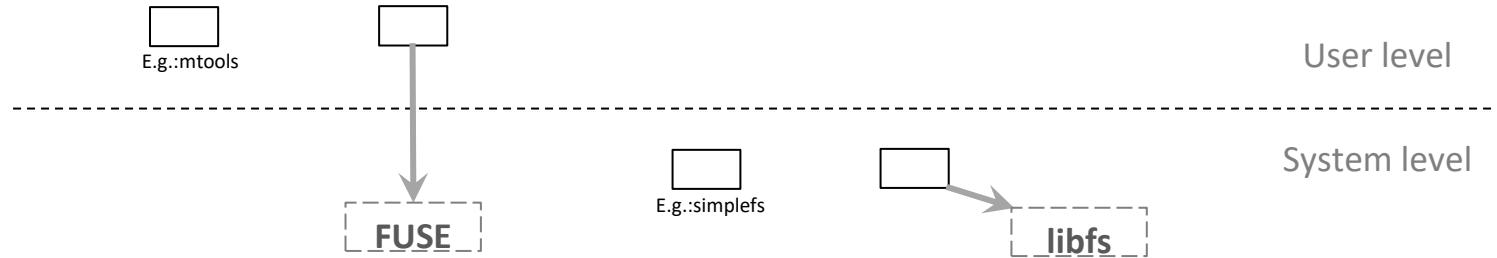 E.g.:mtools
User level
System level
E.g.:simplefs
FUSE
libfs